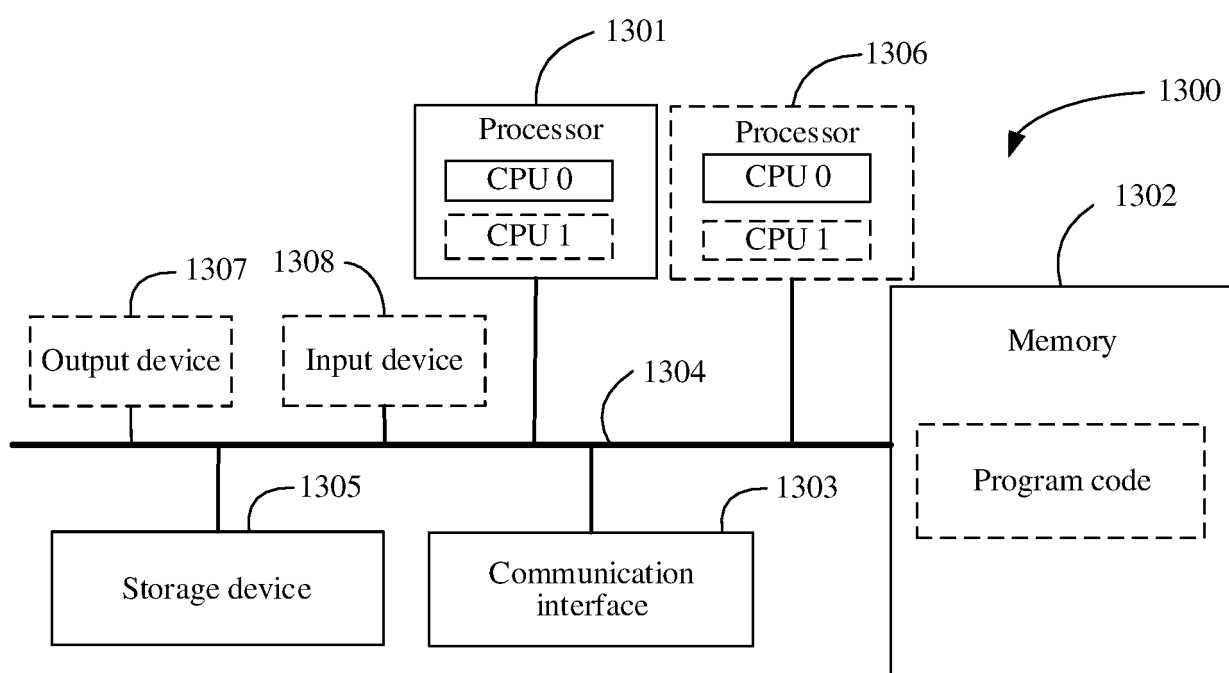 1301
1306
1300
Processor
CPU 0
CPU 1
Processor
CPU 0
CPU 1
1302
1307
1308
Output device
Input device
1304
Memory
Program code
1305
1303
Storage device
Communication
interface